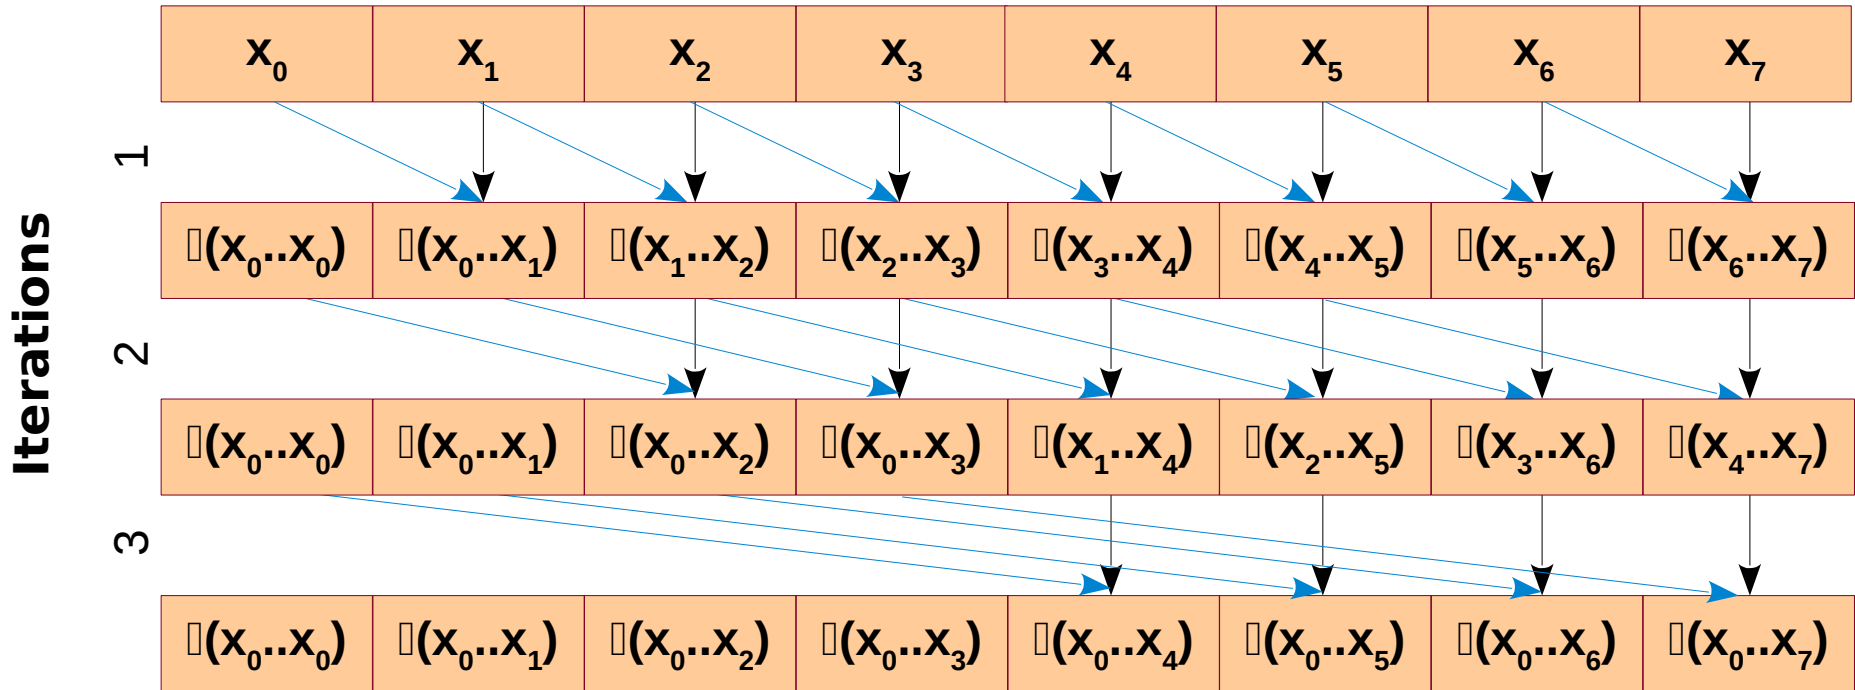 x₀ x₁ x₂ x₃ x₄ x₅ x₆ x₇
1
▯(x₀..x₀) ▯(x₀..x₁) ▯(x₁..x₂) ▯(x₂..x₃) ▯(x₃..x₄) ▯(x₄..x₅) ▯(x₅..x₆) ▯(x₆..x₇)
Iterations
2
▯(x₀..x₀) ▯(x₀..x₁) ▯(x₀..x₂) ▯(x₀..x₃) ▯(x₁..x₄) ▯(x₂..x₅) ▯(x₃..x₆) ▯(x₄..x₇)
3
▯(x₀..x₀) ▯(x₀..x₁) ▯(x₀..x₂) ▯(x₀..x₃) ▯(x₀..x₄) ▯(x₀..x₅) ▯(x₀..x₆) ▯(x₀..x₇)